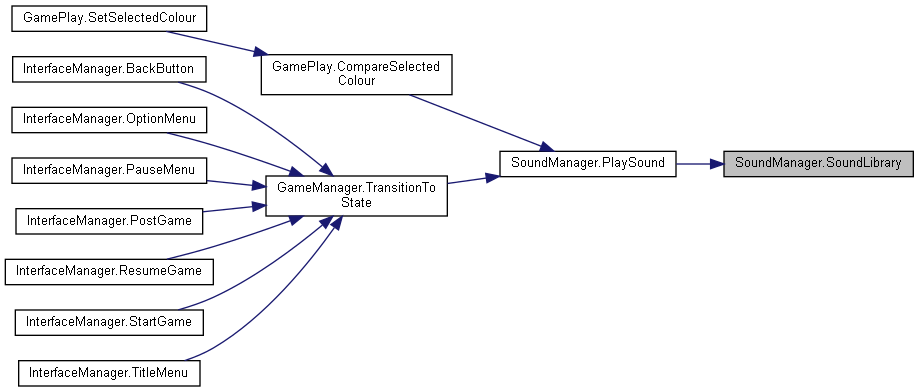 GamePlay.SetSelectedColour
InterfaceManager.BackButton
InterfaceManager.OptionMenu
InterfaceManager.PauseMenu
InterfaceManager.PostGame
InterfaceManager.ResumeGame
InterfaceManager.StartGame
InterfaceManager.TitleMenu
GamePlay.CompareSelected
Colour
GameManager.TransitionTo
State
SoundManager.PlaySound
SoundManager.SoundLibrary